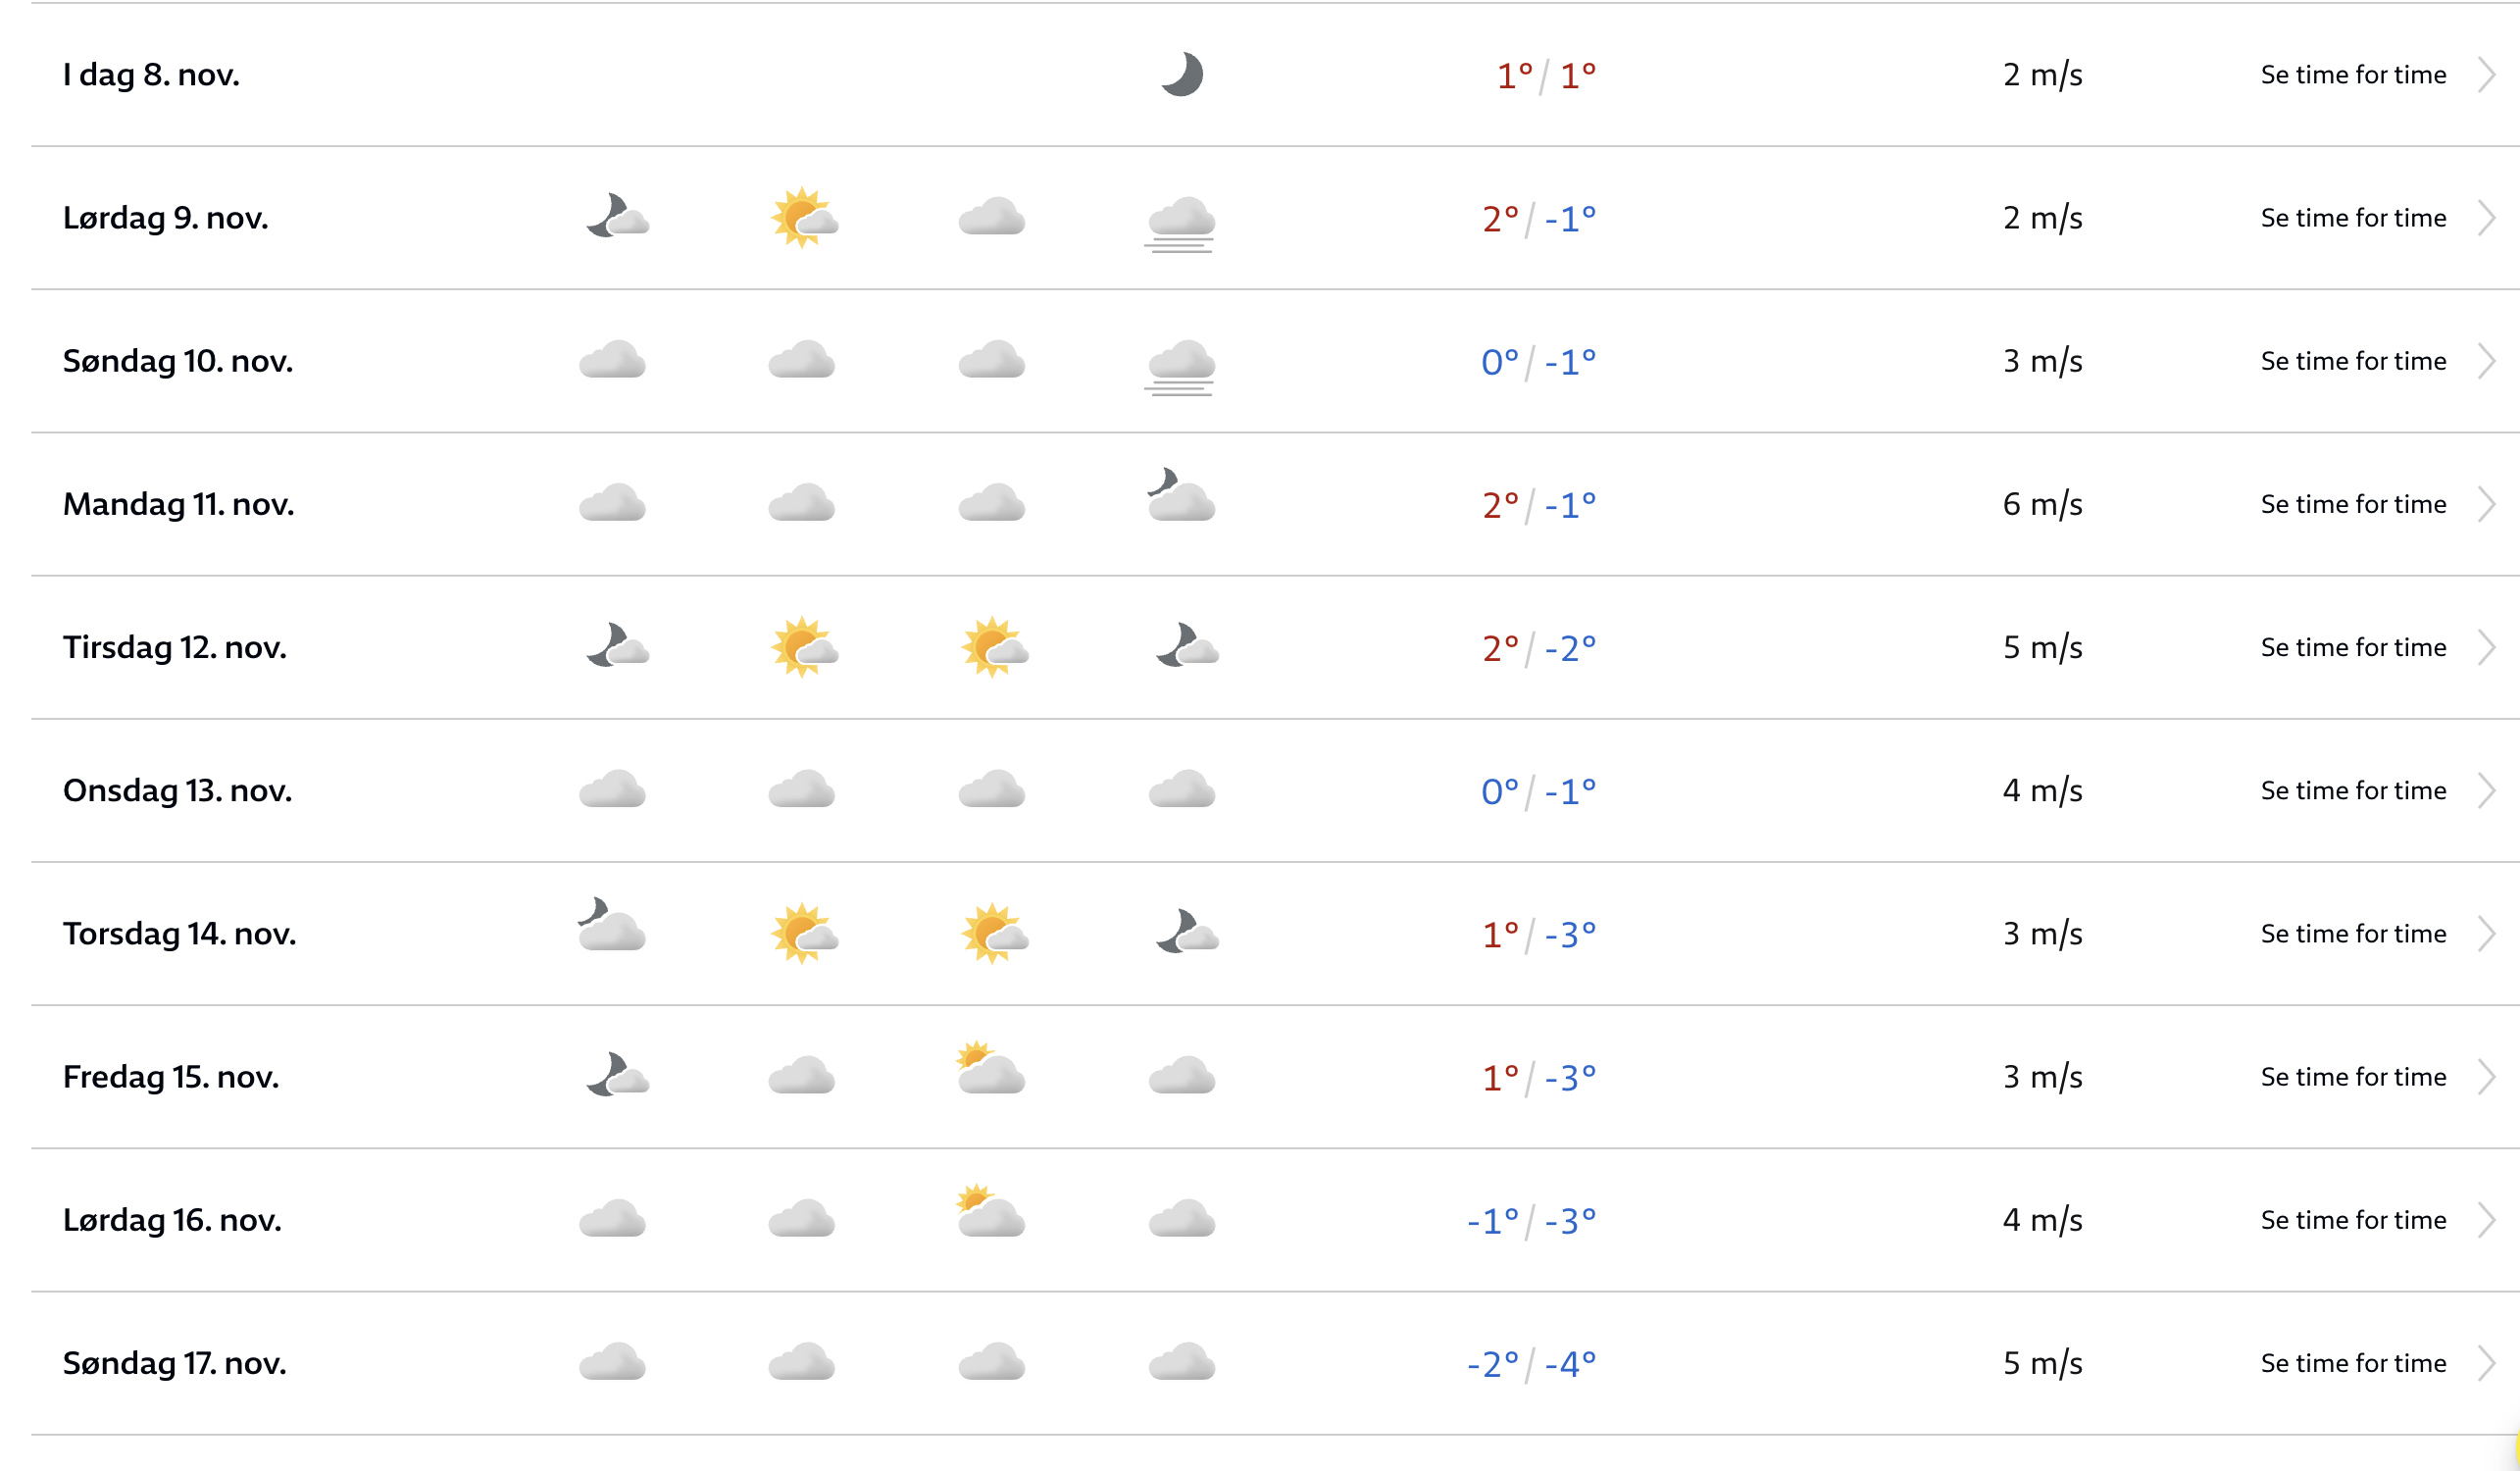 I dag 8. nov. 1°/ 1° 2 m/s Se time for time
Lørdag 9. nov. 2°/ -1° 2 m/s Se time for time
Søndag 10. nov. 0°/ -1° 3 m/s Se time for time
Mandag 11. nov. 2°/ -1° 6 m/s Se time for time
Tirsdag 12. nov. 2°/ -2° 5 m/s Se time for time
Onsdag 13. nov. 0°/ -1° 4 m/s Se time for time
Torsdag 14. nov. 1°/ -3° 3 m/s Se time for time
Fredag 15. nov. 1°/ -3° 3 m/s Se time for time
Lørdag 16. nov. -1°/ -3° 4 m/s Se time for time
Søndag 17. nov. -2°/ -4° 5 m/s Se time for time